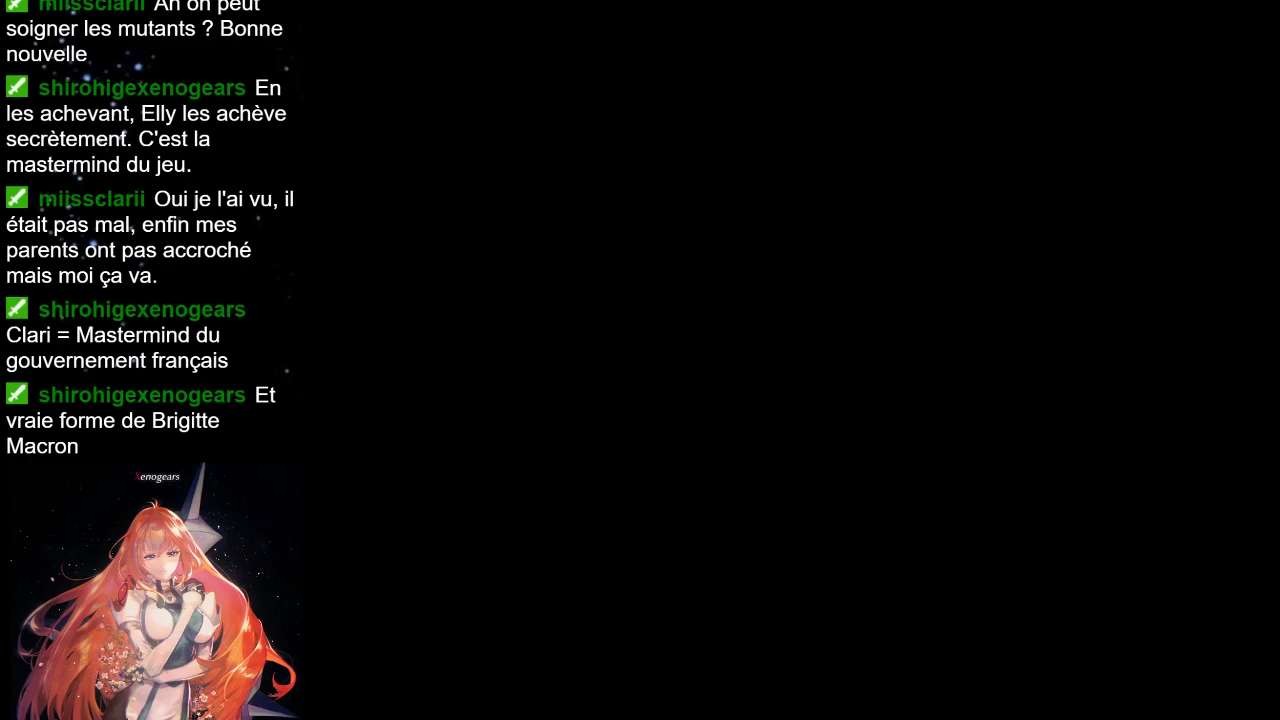 miissclarii Ah on peut
soigner les mutants ? Bonne
nouvelle
shirohigexenogears En
les achevant, Elly les achève
secrètement. C'est la
mastermind du jeu.
miissclarii Oui je l'ai vu, il
était pas mal, enfin mes
parents ont pas accroché
mais moi ça va.
shirohigexenogears
Clari = Mastermind du
gouvernement français
shirohigexenogears Et
vraie forme de Brigitte
Macron
Xenogears